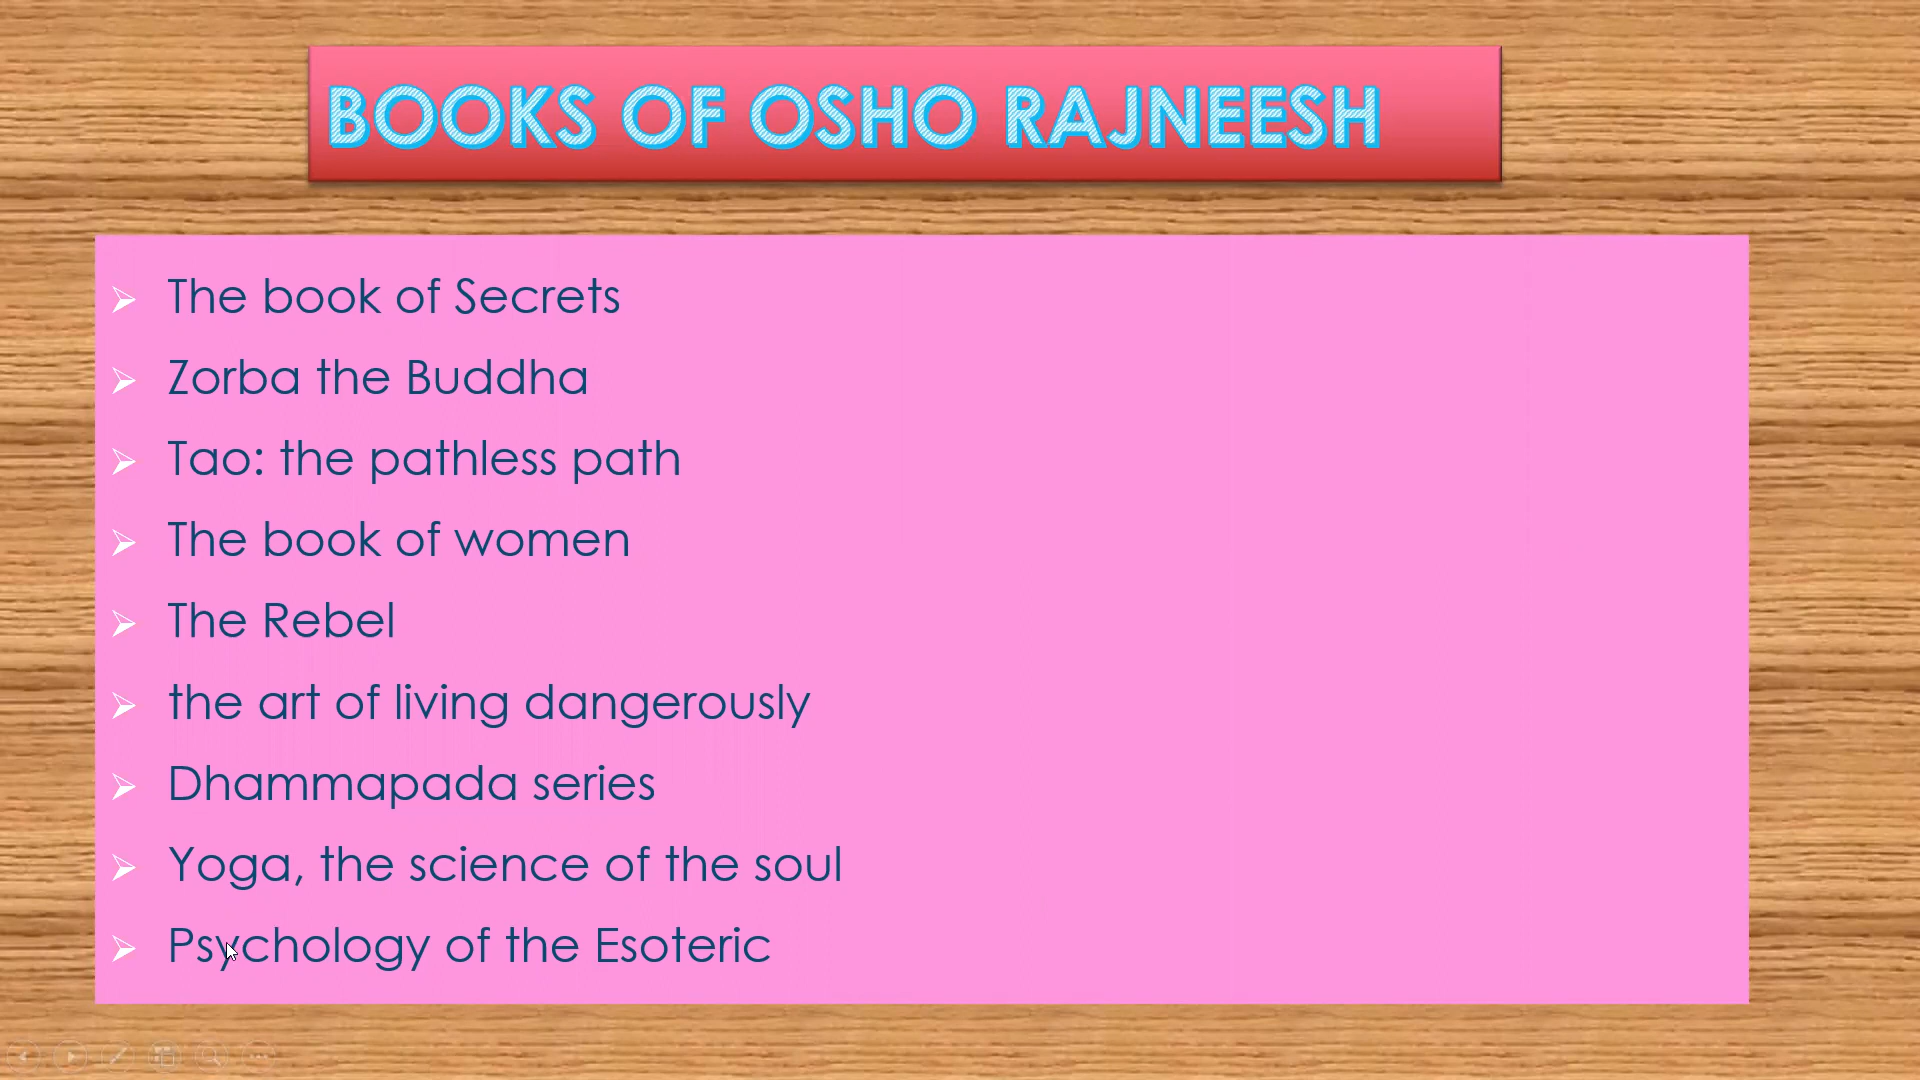 BOOKS OF OSHO RAJNEESH
The book of Secrets
Zorba the Buddha
Tao: the pathless path
The book of women
The Rebel
the art of living dangerously
Dhammapada series
Yoga, the science of the soul
Psychology of the Esoteric